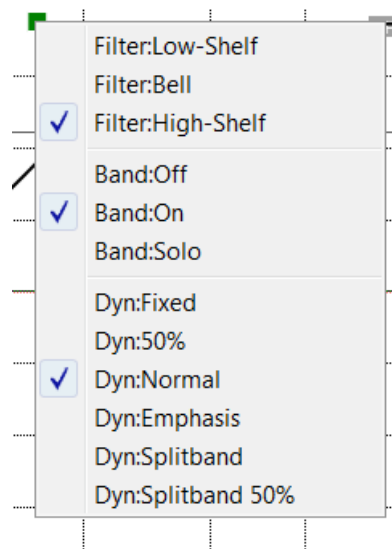 Filter:Low-Shelf
Filter:Bell
Filter:High-Shelf
Band:Off
Band:On
Band:Solo
Dyn:Fixed
Dyn:50%
Dyn:Normal
Dyn:Emphasis
Dyn:Splitband
Dyn:Splitband 50%